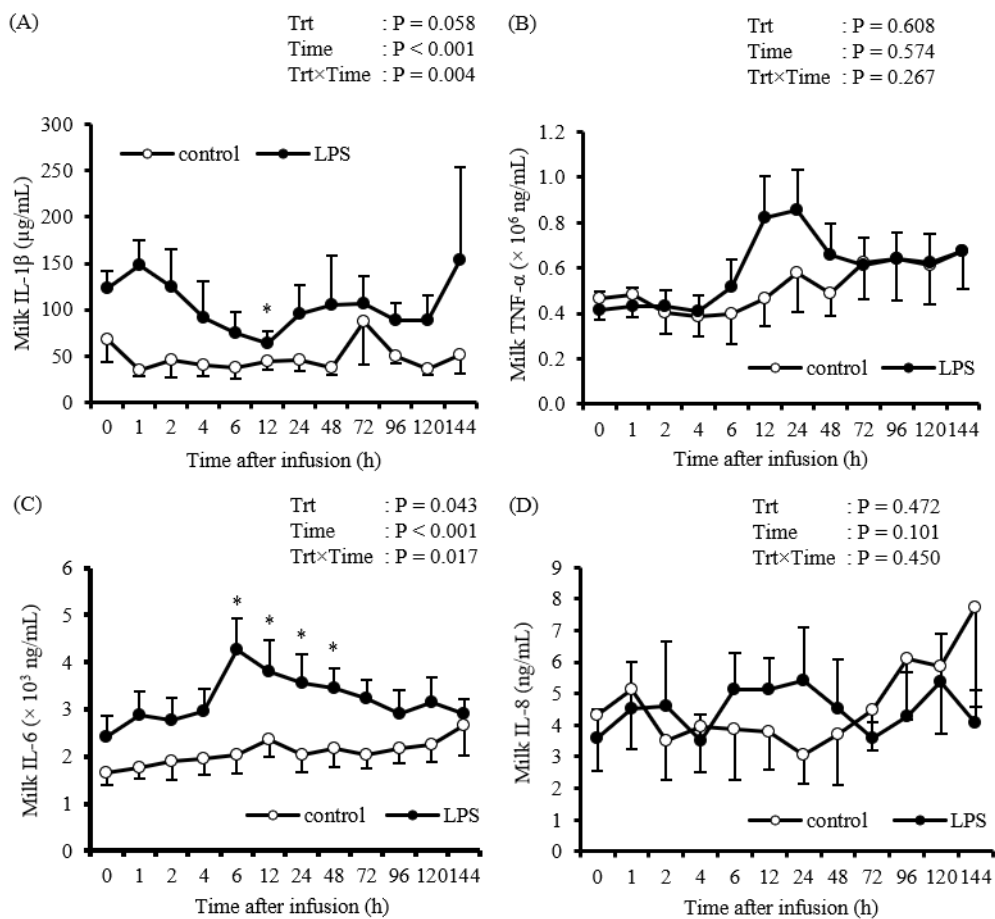 (A)
Trt : P = 0.058
Time : P < 0.001
Trt×Time : P = 0.004
300
250
200
150
100
50
0
Milk IL-1β (µg/mL)
control LPS
*
0 1 2 4 6 12 24 48 72 96 120 144
Time after infusion (h)
(B)
Trt : P = 0.608
Time : P = 0.574
Trt×Time : P = 0.267
1.2
1.0
0.8
0.6
0.4
0.2
0.0
Milk TNF-α (× 10⁶ ng/mL)
control LPS
0 1 2 4 6 12 24 48 72 96 120 144
Time after infusion (h)
(C)
Trt : P = 0.043
Time : P < 0.001
Trt×Time : P = 0.017
6
5
4
3
2
1
0
Milk IL-6 (× 10³ ng/mL)
* * * *
control LPS
0 1 2 4 6 12 24 48 72 96 120 144
Time after infusion (h)
(D)
Trt : P = 0.472
Time : P = 0.101
Trt×Time : P = 0.450
9
8
7
6
5
4
3
2
1
0
Milk IL-8 (ng/mL)
control LPS
0 1 2 4 6 12 24 48 72 96 120 144
Time after infusion (h)